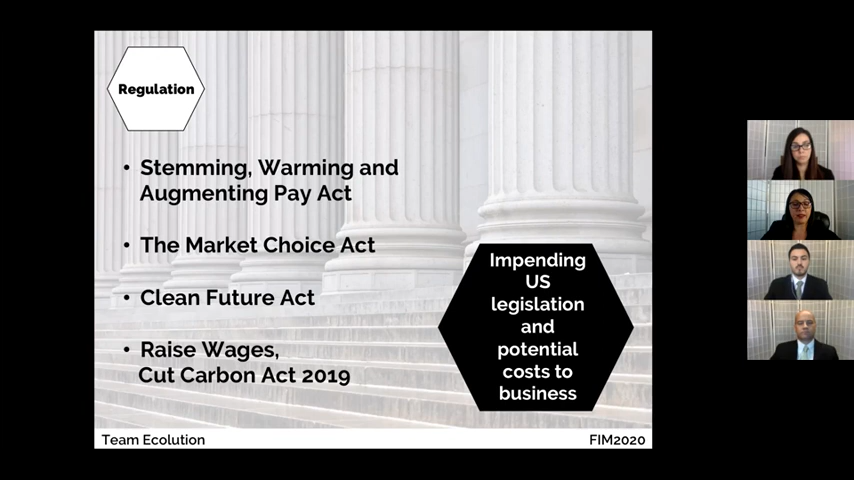 Regulation
• Stemming, Warming and
Augmenting Pay Act
• The Market Choice Act
• Clean Future Act
• Raise Wages,
Cut Carbon Act 2019
Impending
US
legislation
and
potential
costs to
business
Team Ecolution
FIM2020